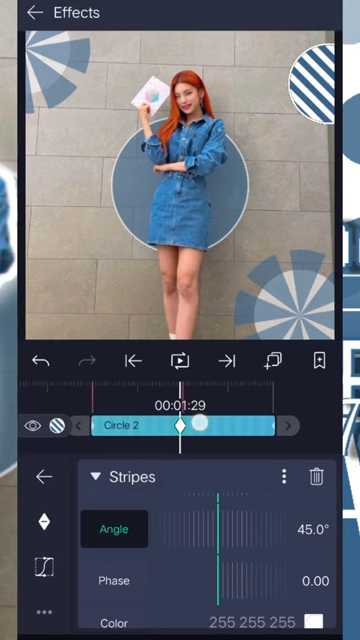 Effects
00:01:29
Circle 2
Stripes
Angle
45.0°
Phase
0.00
Color
255 255 255